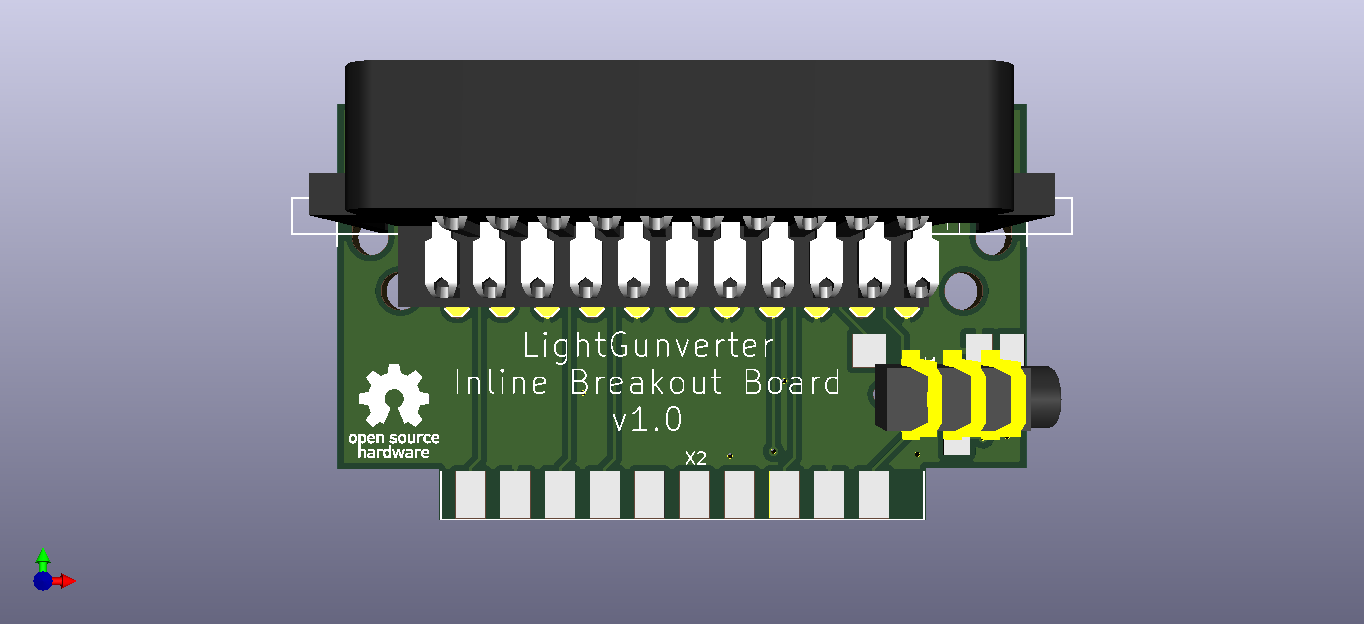 LightGunverter
Inline Breakout Board
v1.0
open source
hardware
X2